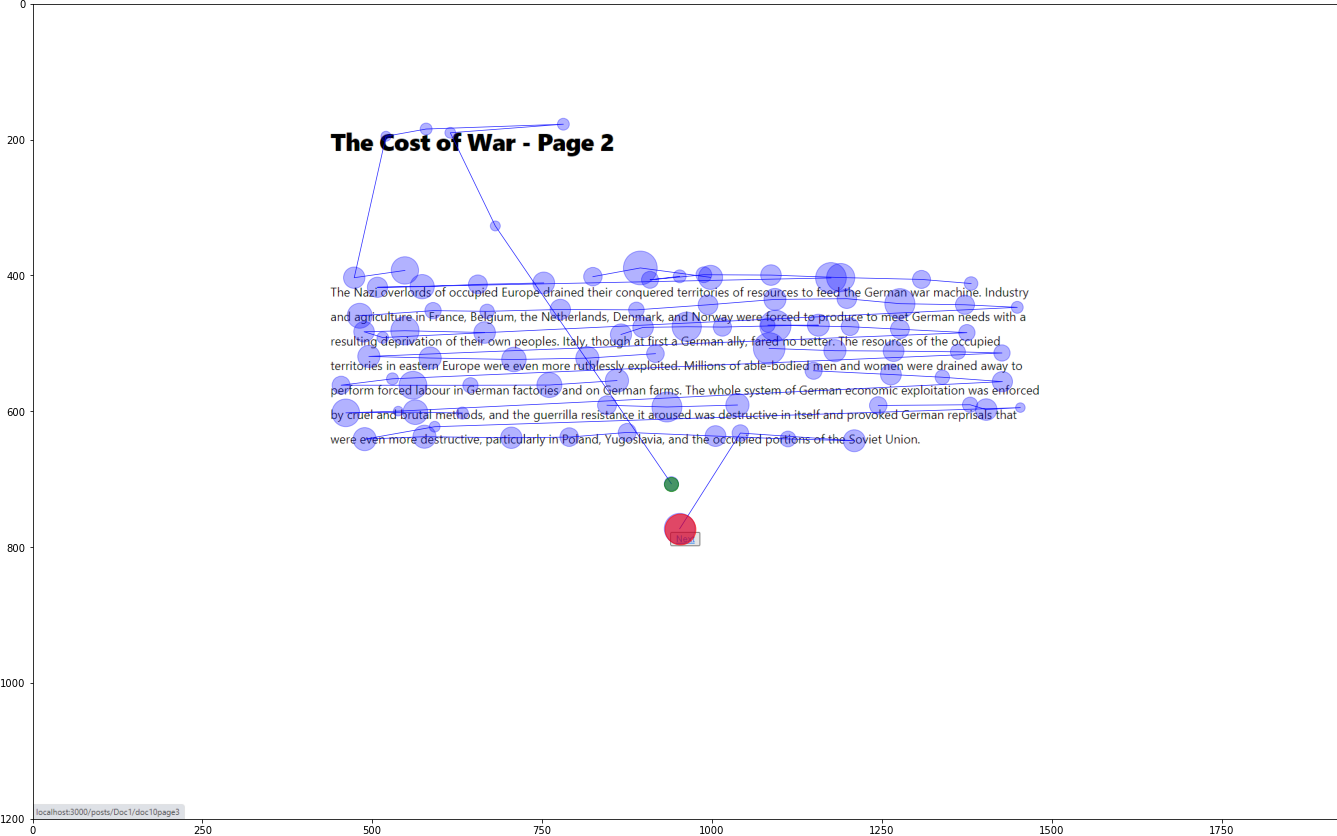 The Cost of War - Page 2
The Nazi overlords of occupied Europe drained their conquered territories of resources to feed the German war machine. Industry
and agriculture in France, Belgium, the Netherlands, Denmark, and Norway were forced to produce to meet German needs with a
resulting deprivation of their own peoples. Italy, though at first a German ally, fared no better. The resources of the occupied
territories in eastern Europe were even more ruthlessly exploited. Millions of able-bodied men and women were drained away to
perform forced labour in German factories and on German farms. The whole system of German economic exploitation was enforced
by cruel and brutal methods, and the guerrilla resistance it aroused was destructive in itself and provoked German reprisals that
were even more destructive, particularly in Poland, Yugoslavia, and the occupied portions of the Soviet Union.
Next
localhost:3000/posts/Doc1/doc10page3
0
200
400
600
800
1000
1200
0 250 500 750 1000 1250 1500 1750